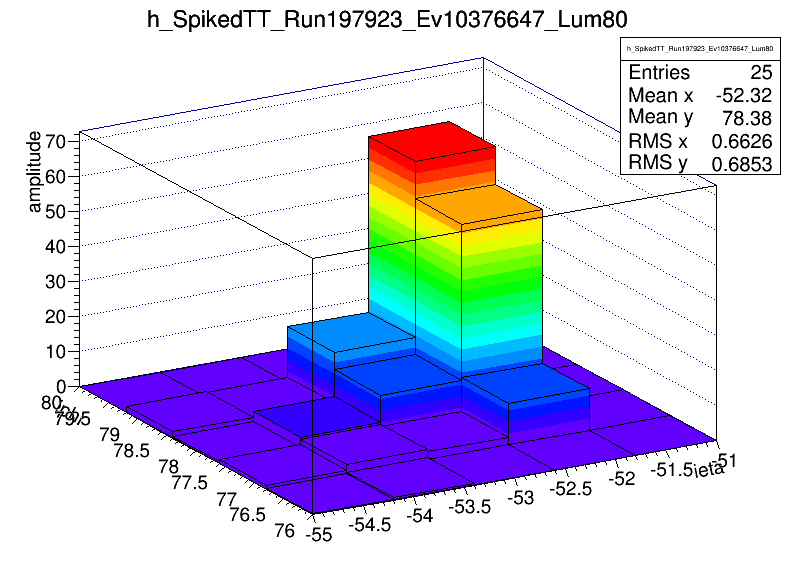 h_SpikedTT_Run197923_Ev10376647_Lum80
h_SpikedTT_Run197923_Ev10376647_Lum80
Entries 25
Mean x -52.32
Mean y 78.38
RMS x 0.6626
RMS y 0.6853
amplitude
70
60
50
40
30
20
10
0
80
79.5
79
78.5
78
77.5
77
76.5
76
-55
-54.5
-54
-53.5
-53
-52.5
-52
-51.5
-51
ieta